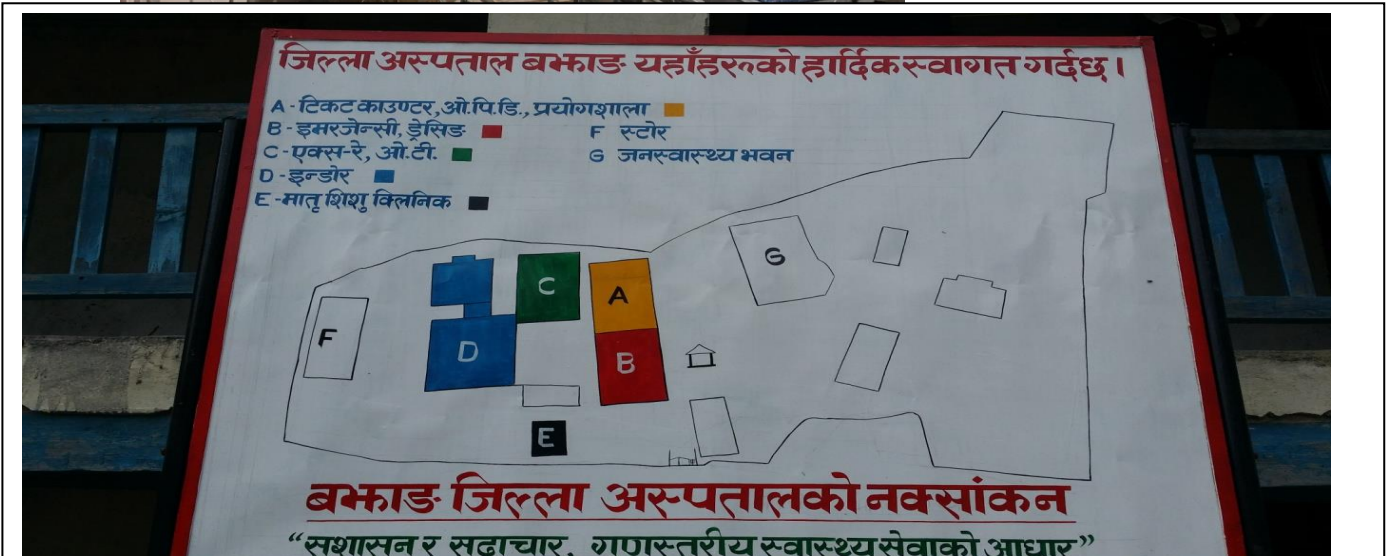 जिल्ला अस्पताल बझाङ यहाँहरुको हार्दिक स्वागत गर्दछ।
A - टिकट काउण्टर, ओ.पि.डि., प्रयोगशाला
B - इमरजेन्सी, ड्रेसिङ
F स्टोर
C - एक्स-रे, ओ.टी.
G जनस्वास्थ्य भवन
D - इन्डोर
E - मातृ शिशु क्लिनिक
G
C
A
F
D
B
E
बझाङ जिल्ला अस्पतालको नक्सांकन
“सुशासन र सदाचार, गुणस्तरीय स्वास्थ्य सेवाको आधार”